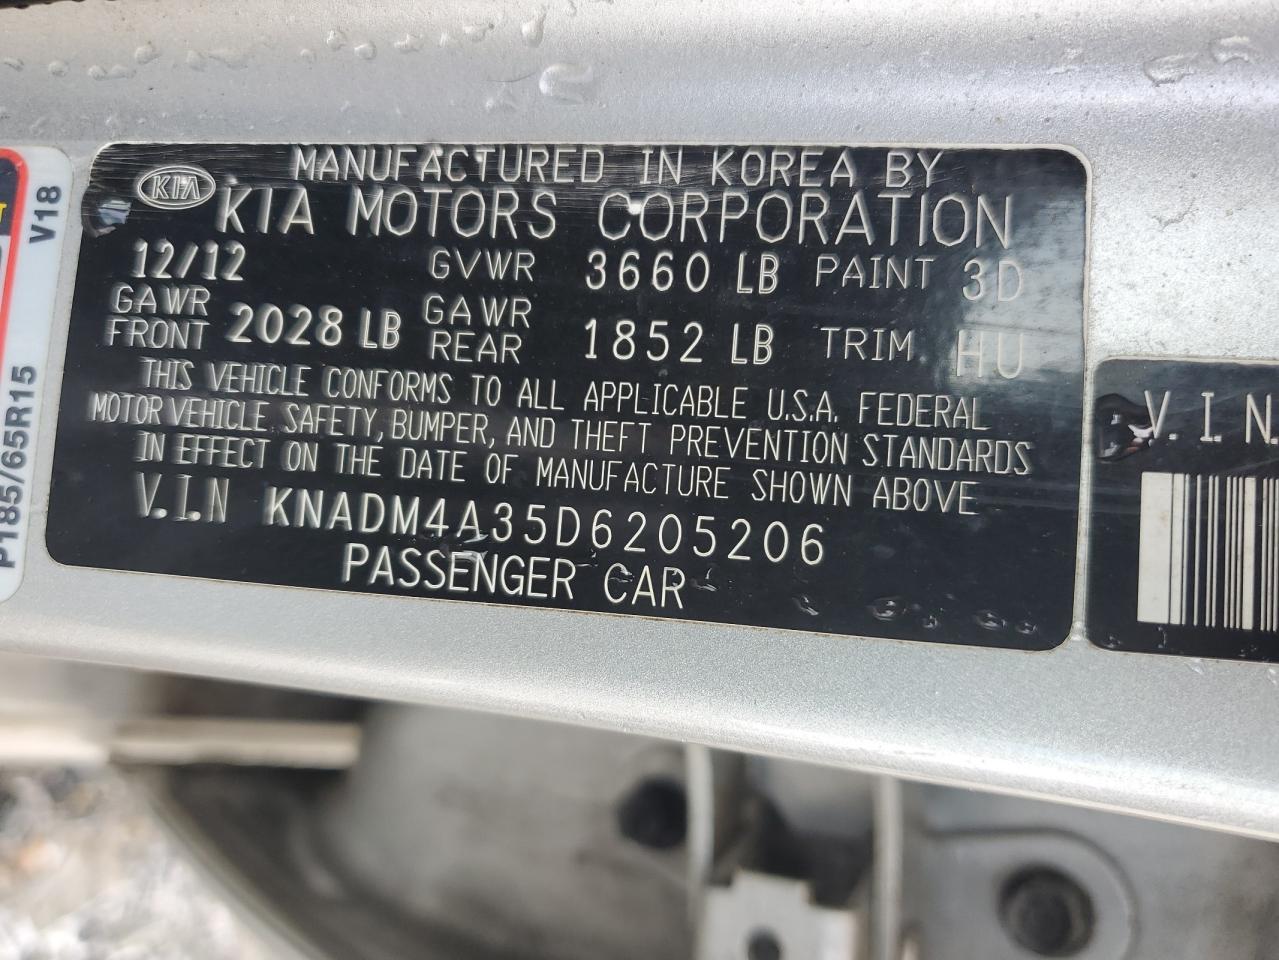 MANUFACTURED IN KOREA BY
KIA KIA MOTORS CORPORATION
12/12 GVWR 3660 LB PAINT 3D
GAWR FRONT 2028 LB GAWR REAR 1852 LB TRIM HU
THIS VEHICLE CONFORMS TO ALL APPLICABLE U.S.A. FEDERAL
MOTOR VEHICLE SAFETY, BUMPER, AND THEFT PREVENTION STANDARDS
IN EFFECT ON THE DATE OF MANUFACTURE SHOWN ABOVE
V.I.N KNADM4A35D6205206
PASSENGER CAR
P185/65R15 V18
V.I.N.